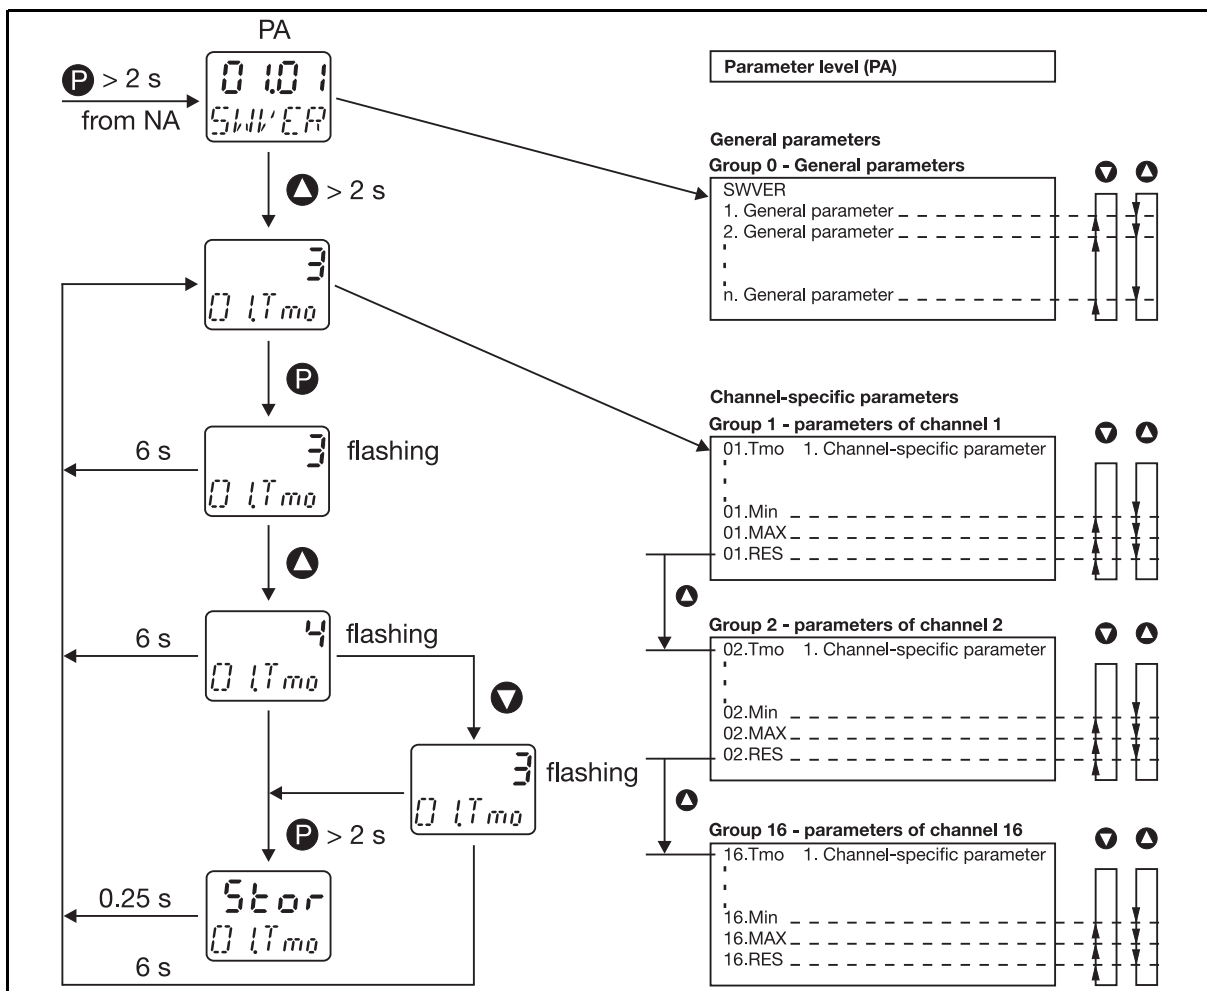 PA
P > 2 s
from NA
01.01
SWVER
> 2 s
3
01.Tmo
P
6 s
3
01.Tmo
flashing
6 s
4
01.Tmo
flashing
3
01.Tmo
flashing
P > 2 s
0.25 s
Stor
01.Tmo
6 s
Parameter level (PA)
General parameters
Group 0 - General parameters
SWVER
1. General parameter
2. General parameter
n. General parameter
Channel-specific parameters
Group 1 - parameters of channel 1
01.Tmo 1. Channel-specific parameter
01.Min
01.MAX
01.RES
Group 2 - parameters of channel 2
02.Tmo 1. Channel-specific parameter
02.Min
02.MAX
02.RES
Group 16 - parameters of channel 16
16.Tmo 1. Channel-specific parameter
16.Min
16.MAX
16.RES